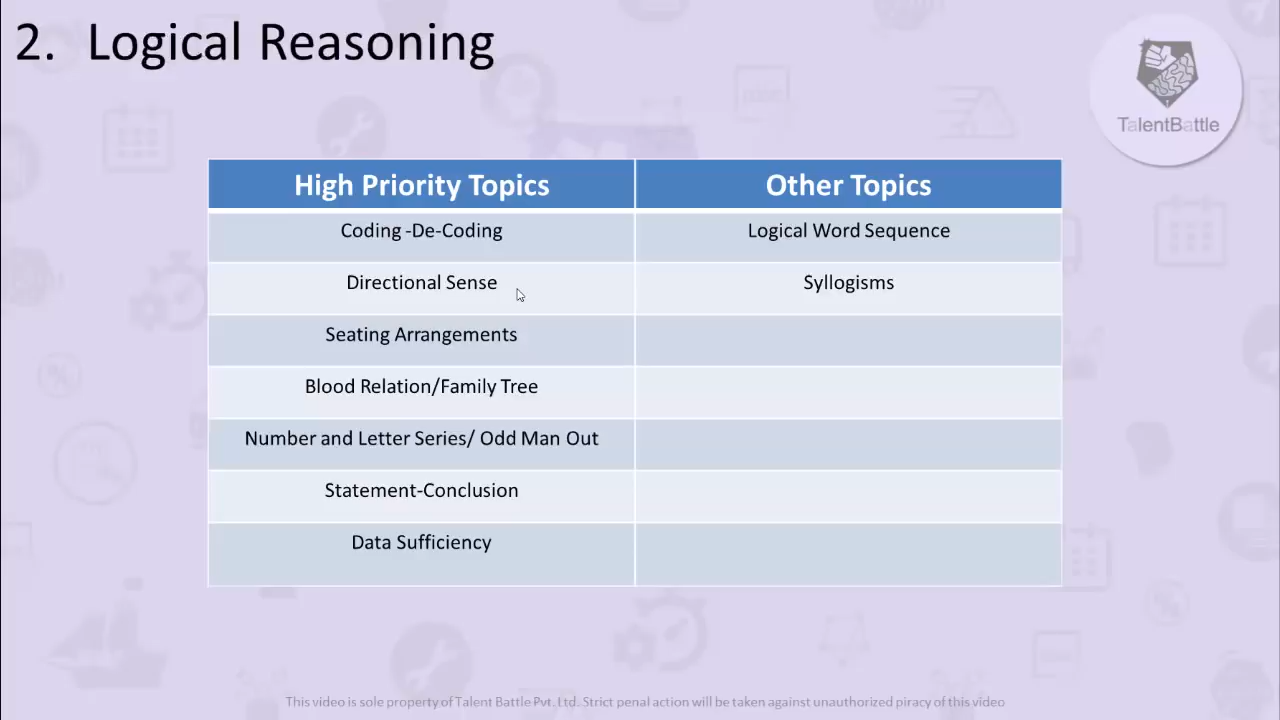 2. Logical Reasoning
TalentBattle
High Priority Topics
Other Topics
Coding -De-Coding
Logical Word Sequence
Directional Sense
Syllogisms
Seating Arrangements
Blood Relation/Family Tree
Number and Letter Series/ Odd Man Out
Statement-Conclusion
Data Sufficiency
This video is sole property of Talent Battle Pvt. Ltd. Strict penal action will be taken against unauthorized piracy of this video